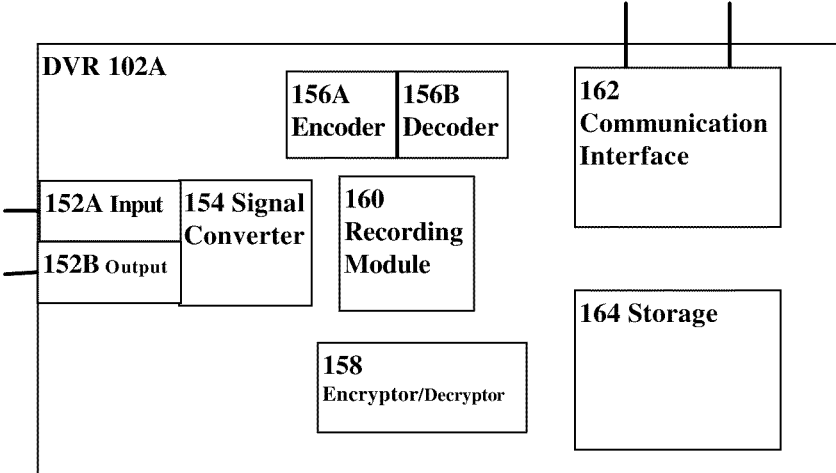 DVR 102A
156A
Encoder
156B
Decoder
162
Communication
Interface
152A Input
154 Signal
Converter
160
Recording
Module
152B Output
164 Storage
158
Encryptor/Decryptor